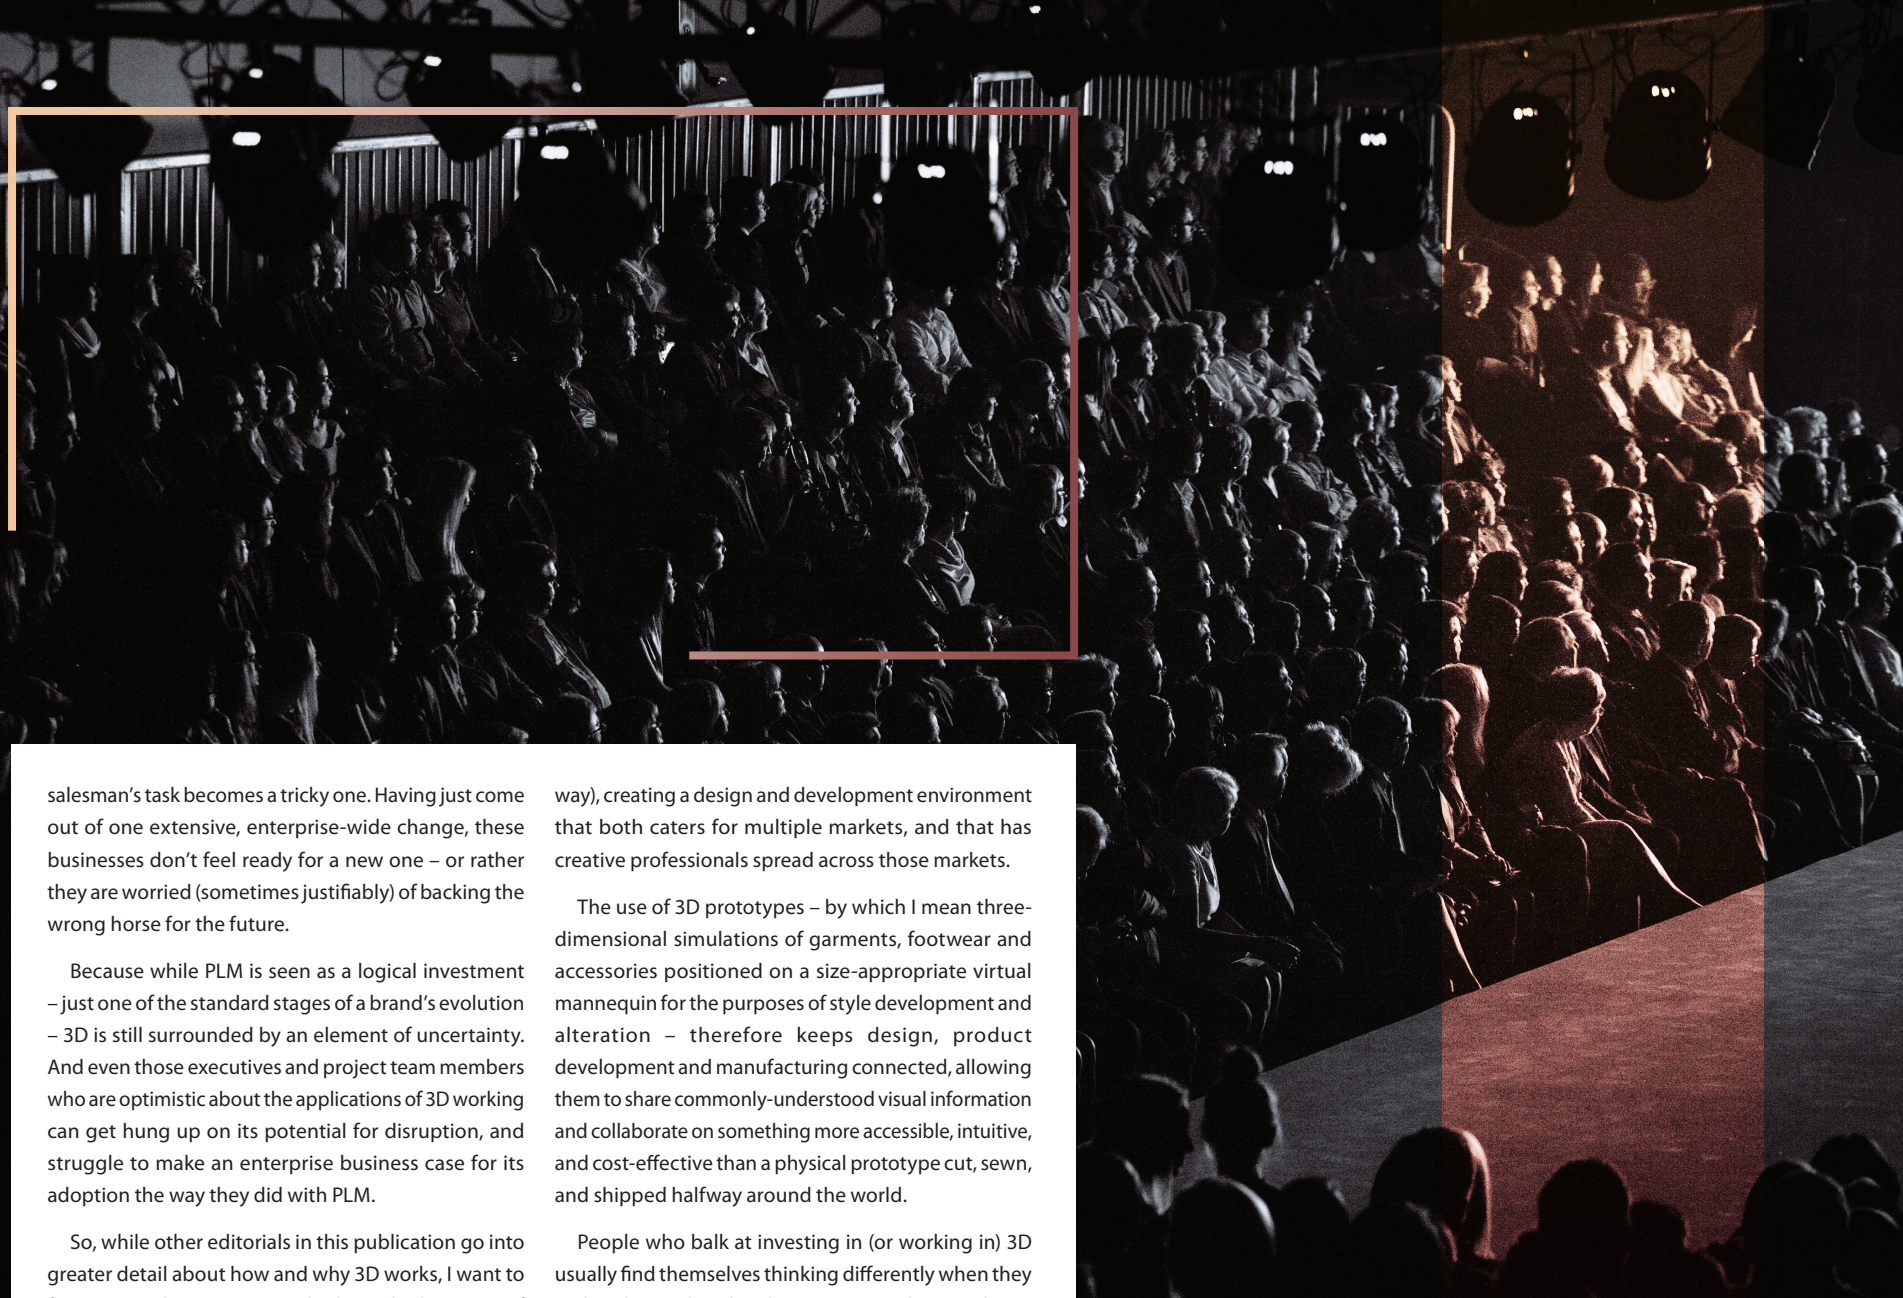 salesman’s task becomes a tricky one. Having just come
out of one extensive, enterprise-wide change, these
businesses don’t feel ready for a new one – or rather
they are worried (sometimes justifiably) of backing the
wrong horse for the future.
Because while PLM is seen as a logical investment
– just one of the standard stages of a brand’s evolution
– 3D is still surrounded by an element of uncertainty.
And even those executives and project team members
who are optimistic about the applications of 3D working
can get hung up on its potential for disruption, and
struggle to make an enterprise business case for its
adoption the way they did with PLM.
So, while other editorials in this publication go into
greater detail about how and why 3D works, I want to
way), creating a design and development environment
that both caters for multiple markets, and that has
creative professionals spread across those markets.
The use of 3D prototypes – by which I mean three-
dimensional simulations of garments, footwear and
accessories positioned on a size-appropriate virtual
mannequin for the purposes of style development and
alteration – therefore keeps design, product
development and manufacturing connected, allowing
them to share commonly-understood visual information
and collaborate on something more accessible, intuitive,
and cost-effective than a physical prototype cut, sewn,
and shipped halfway around the world.
People who balk at investing in (or working in) 3D
usually find themselves thinking differently when they